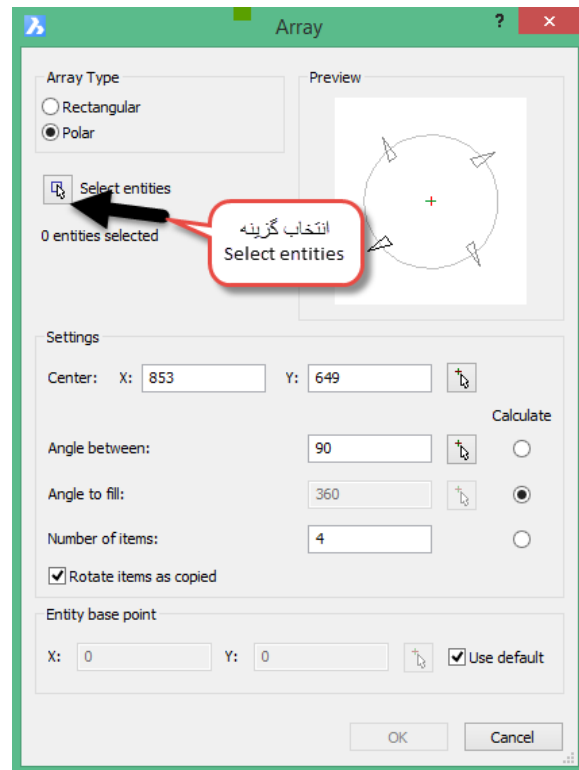 Array
?
×
Array Type
Rectangular
Polar
Preview
Select entities
0 entities selected
انتخاب گزینه
Select entities
Settings
Center: X: 853 Y: 649
Calculate
Angle between: 90
Angle to fill: 360
Number of items: 4
Rotate items as copied
Entity base point
X: 0 Y: 0 Use default
OK Cancel